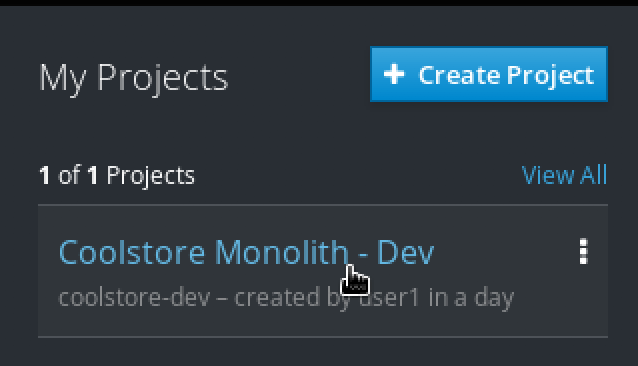 My Projects
+ Create Project
1 of 1 Projects
View All
Coolstore Monolith - Dev
coolstore-dev – created by user1 in a day